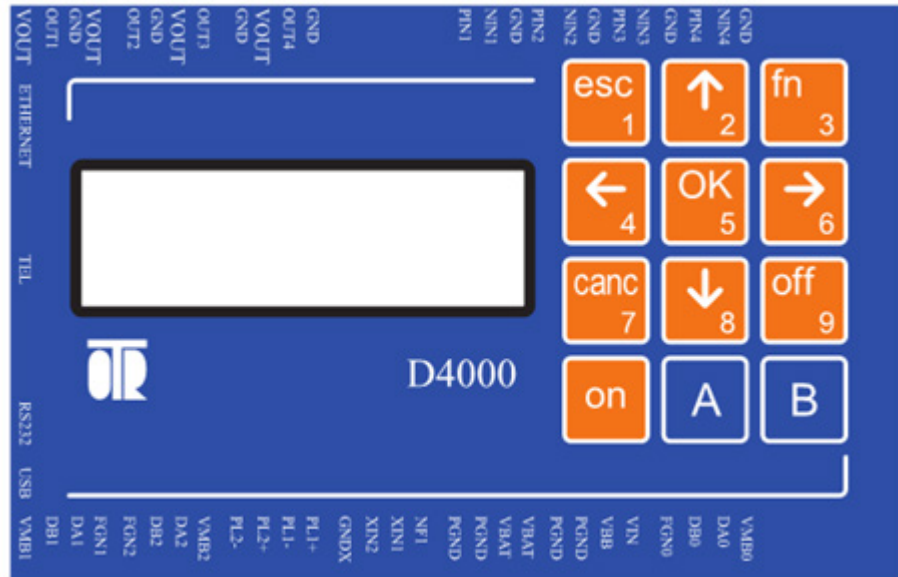 VOUT OUT1 GND VOUT OUT2 GND VOUT OUT3 GND VOUT OUT4 GND PIN1 NIN1 GND PIN2 NIN2 GND PIN3 NIN3 GND PIN4 NIN4 GND
ETHERNET
TEL
RS232
USB
esc 1
2
fn 3
4
OK 5
6
canc 7
8
off 9
on
A
B
OTR
D4000
VMB1 DB1 DA1 FGN1 FGN2 DB2 DA2 VMB2 PL2- PL2+ PL1- PL1+ GNDX XIN2 XIN1 NF1 PGND PGND VBAT VBAT PGND PGND VBB VIN FGN0 DB0 DA0 VMB0